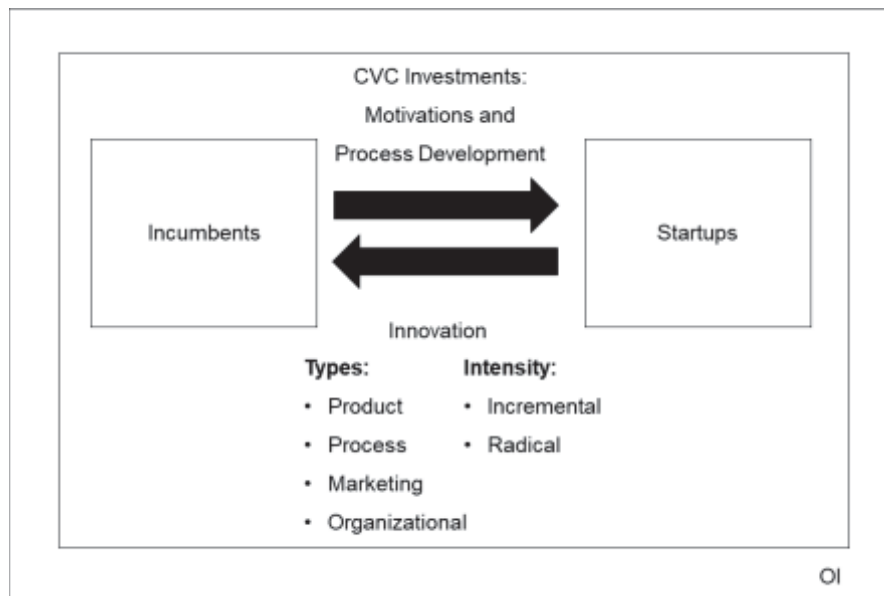 CVC Investments:
Motivations and
Process Development
Incumbents
Startups
Innovation
Types:
• Product
• Process
• Marketing
• Organizational
Intensity:
• Incremental
• Radical
OI